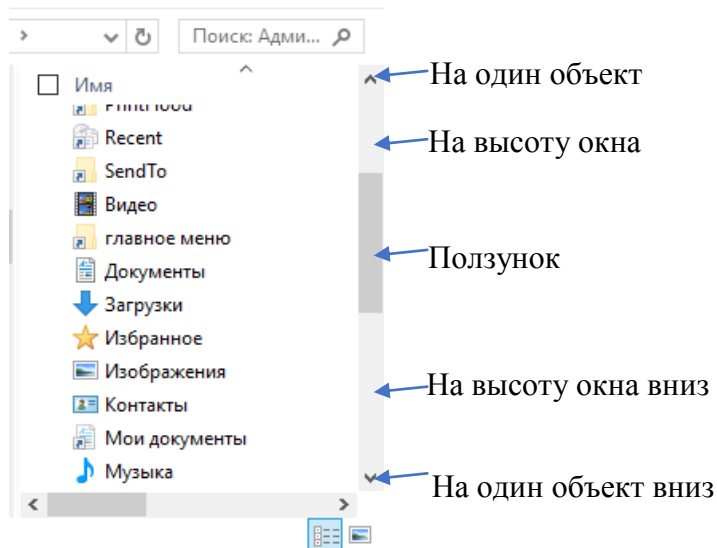 Поиск: Адми...
Имя
На один объект
PrintHood
Recent
На высоту окна
SendTo
Видео
главное меню
Ползунок
Документы
Загрузки
Избранное
Изображения
На высоту окна вниз
Контакты
Мои документы
Музыка
На один объект вниз